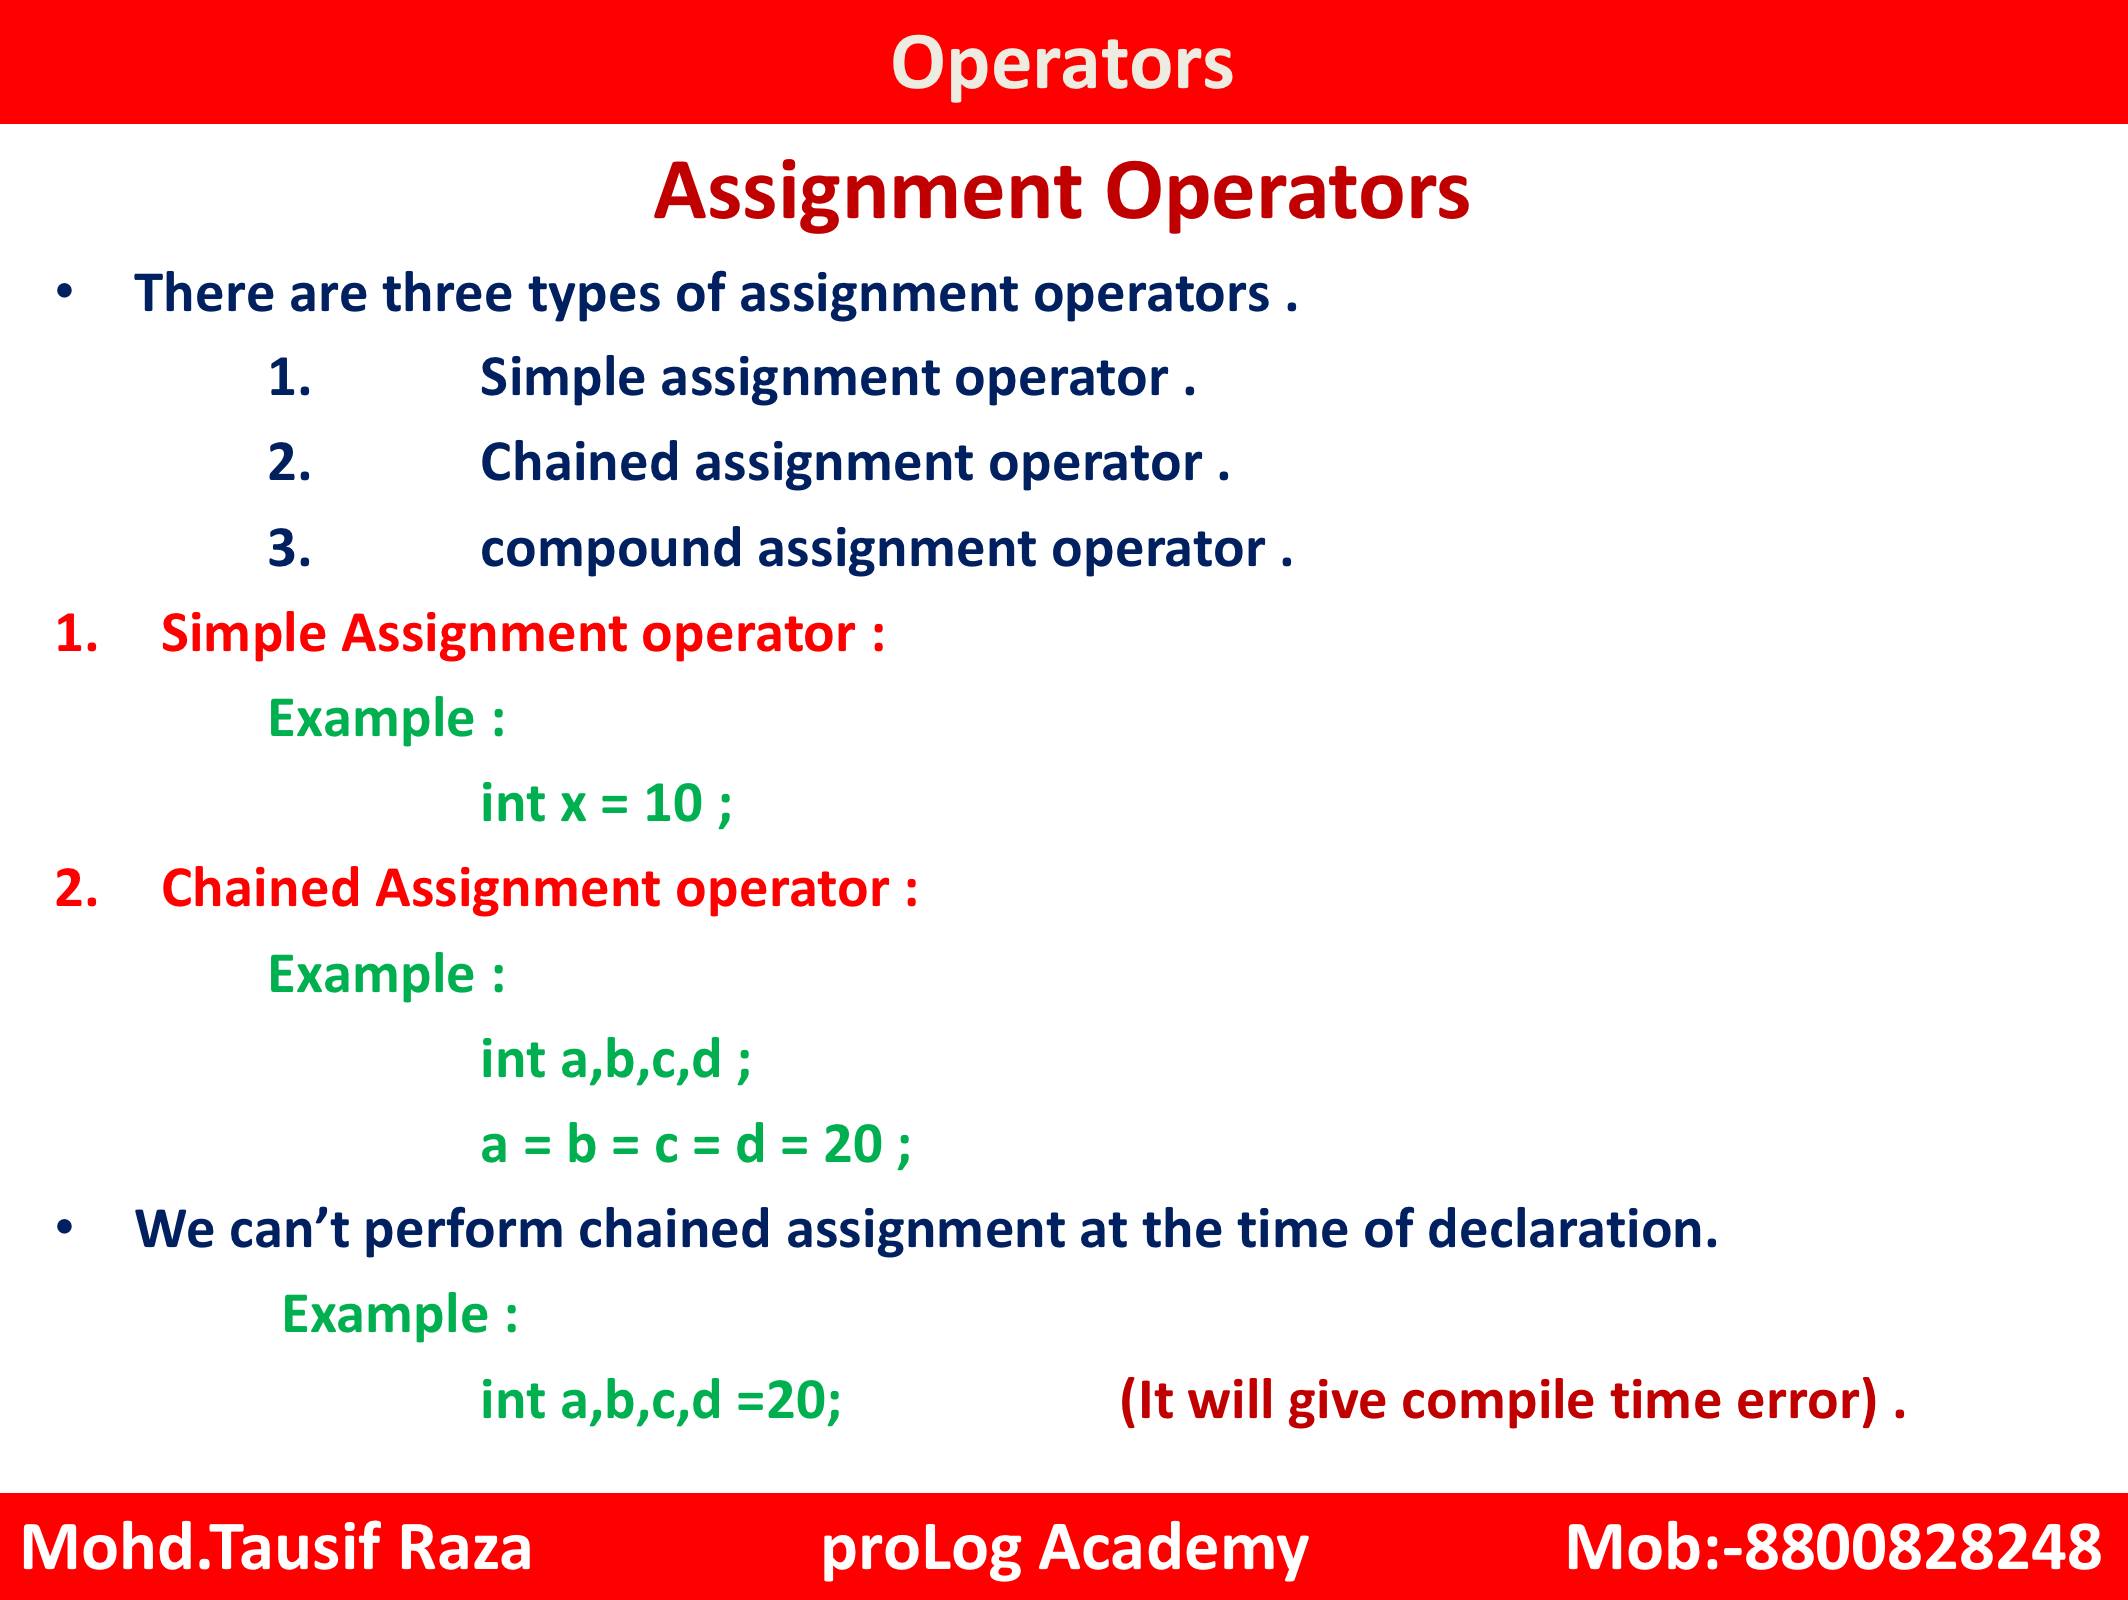 Operators
Assignment Operators
• There are three types of assignment operators .
1. Simple assignment operator .
2. Chained assignment operator .
3. compound assignment operator .
1. Simple Assignment operator :
Example :
int x = 10 ;
2. Chained Assignment operator :
Example :
int a,b,c,d ;
a = b = c = d = 20 ;
• We can’t perform chained assignment at the time of declaration.
Example :
int a,b,c,d =20; (It will give compile time error) .
Mohd.Tausif Raza proLog Academy Mob:-8800828248